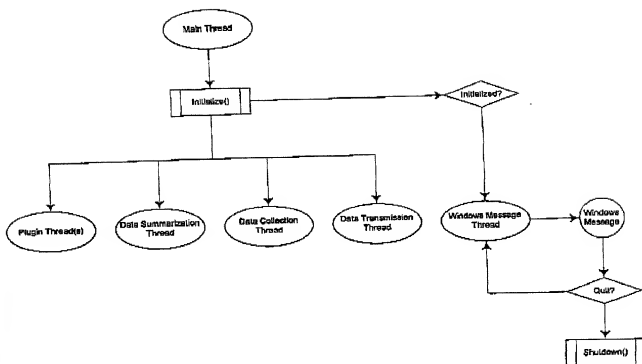 Main Thread
Initialize()
Initialized?
Plugin Thread(s)
Data Summarization
Thread
Data Collection
Thread
Data Transmission
Thread
Windows Message
Thread
Windows
Message
Quit?
Shutdown()